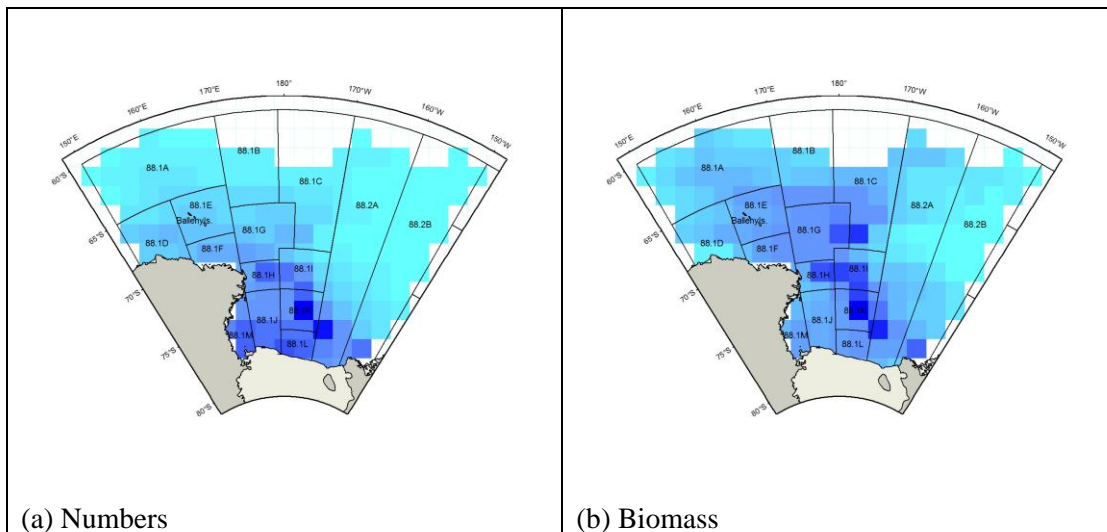 180°
170°E
170°W
160°E
160°W
150°E
150°W
60°S
60°S
65°S
70°S
75°S
80°S
88.1A
88.1B
88.1C
88.1E
Balleny Is.
88.2A
88.2B
88.1D
88.1F
88.1G
88.1H
88.1I
88.1J
88.1K
88.1M
88.1L
(a) Numbers
180°
170°E
170°W
160°E
160°W
150°E
150°W
60°S
60°S
65°S
70°S
75°S
80°S
88.1A
88.1B
88.1C
88.1E
Balleny Is.
88.2A
88.2B
88.1D
88.1F
88.1G
88.1H
88.1I
88.1J
88.1M
88.1L
(b) Biomass